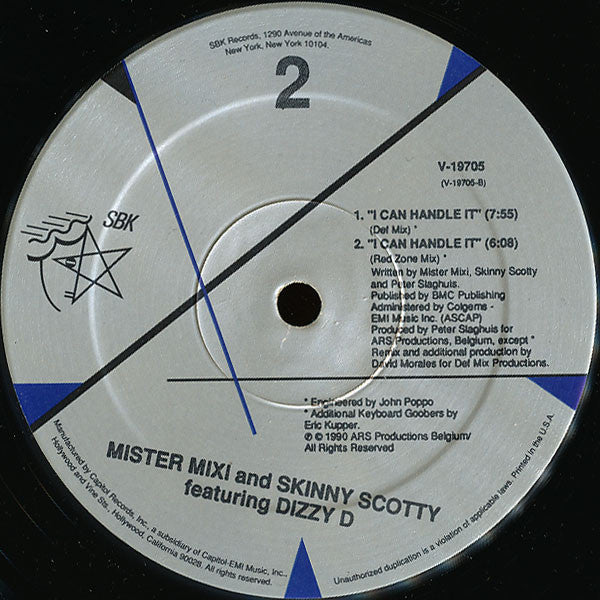 SBK Records, 1290 Avenue of the Americas
New York, New York 10104.
2
SBK
V-19705
(V-19705-B)
1. "I CAN HANDLE IT" (7:55)
(Def Mix) *
2. "I CAN HANDLE IT" (6:08)
(Red Zone Mix) *
Written by Mister Mixi, Skinny Scotty
and Peter Slaghuis.
Published by BMC Publishing
Administered by Colgems -
EMI Music Inc. (ASCAP)
Produced by Peter Slaghuis for
ARS Productions, Belgium, except *
Remix and additional production by
David Morales for Def Mix Productions.
* Engineered by John Poppo
* Additional Keyboard Goobers by
Eric Kupper.
℗ © 1990 ARS Productions Belgium/
All Rights Reserved
MISTER MIXI and SKINNY SCOTTY
featuring DIZZY D
Manufactured by Capitol Records, Inc., a subsidiary of Capitol-EMI Music, Inc.,
Hollywood and Vine Sts., Hollywood,
California 90028. All rights reserved.
Unauthorized duplication is a violation of applicable laws. Printed in the U.S.A.